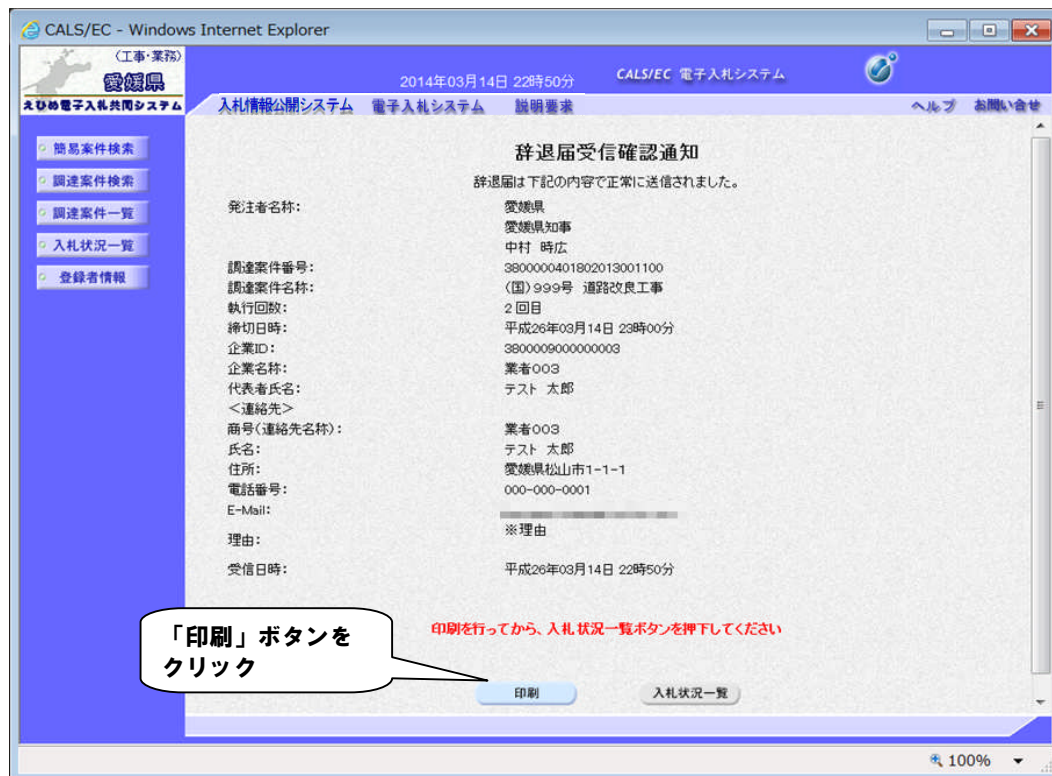 CALS/EC - Windows Internet Explorer
〈工事・業務〉
愛媛県
えひめ電子入札共同システム
2014年03月14日 22時50分
CALS/EC 電子入札システム
入札情報公開システム 電子入札システム 説明要求
ヘルプ お問い合せ
簡易案件検索
調達案件検索
調達案件一覧
入札状況一覧
登録者情報
辞退届受信確認通知
辞退届は下記の内容で正常に送信されました。
発注者名称： 愛媛県
愛媛県知事
中村 時広
調達案件番号： 3800000401802013001100
調達案件名称： (国)999号 道路改良工事
執行回数： 2回目
締切日時： 平成26年03月14日 23時00分
企業ID： 3800009000000003
企業名称： 業者003
代表者氏名： テスト 太郎
＜連絡先＞
商号(連絡先名称)： 業者003
氏名： テスト 太郎
住所： 愛媛県松山市1-1-1
電話番号： 000-000-0001
E-Mail：
理由： ※理由
受信日時： 平成26年03月14日 22時50分
印刷を行ってから、入札状況一覧ボタンを押下してください
「印刷」ボタンを
クリック
印刷 入札状況一覧
100%